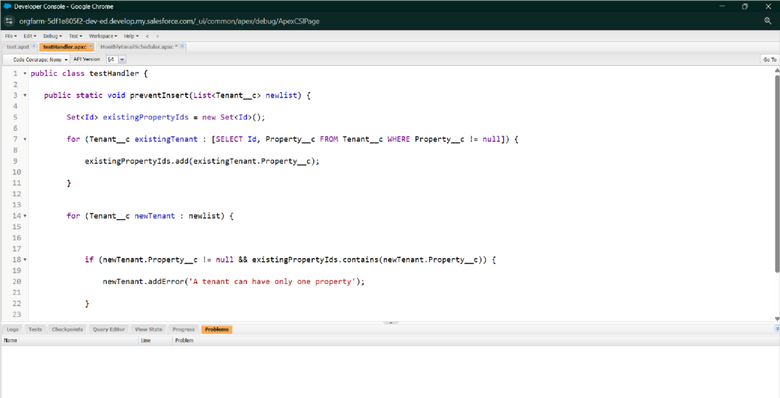 Developer Console - Google Chrome
orgfarm-5df1e805f2-dev-ed.develop.my.salesforce.com/_ui/common/apex/debug/ApexCSIPage
File Edit Debug Test Workspace Help < >
test.apxt testHandler.apxc MonthlyEmailScheduler.apxc *
Code Coverage: None API Version: 64 Go To
1 public class testHandler {
2
3 public static void preventInsert(List<Tenant__c> newlist) {
4
5 Set<Id> existingPropertyIds = new Set<Id>();
6
7 for (Tenant__c existingTenant : [SELECT Id, Property__c FROM Tenant__c WHERE Property__c != null]) {
8
9 existingPropertyIds.add(existingTenant.Property__c);
10
11 }
12
13
14 for (Tenant__c newTenant : newlist) {
15
16
17
18 if (newTenant.Property__c != null && existingPropertyIds.contains(newTenant.Property__c)) {
19
20 newTenant.addError('A tenant can have only one property');
21
22 }
23
Logs Tests Checkpoints Query Editor View State Progress Problems
Name Line Problem